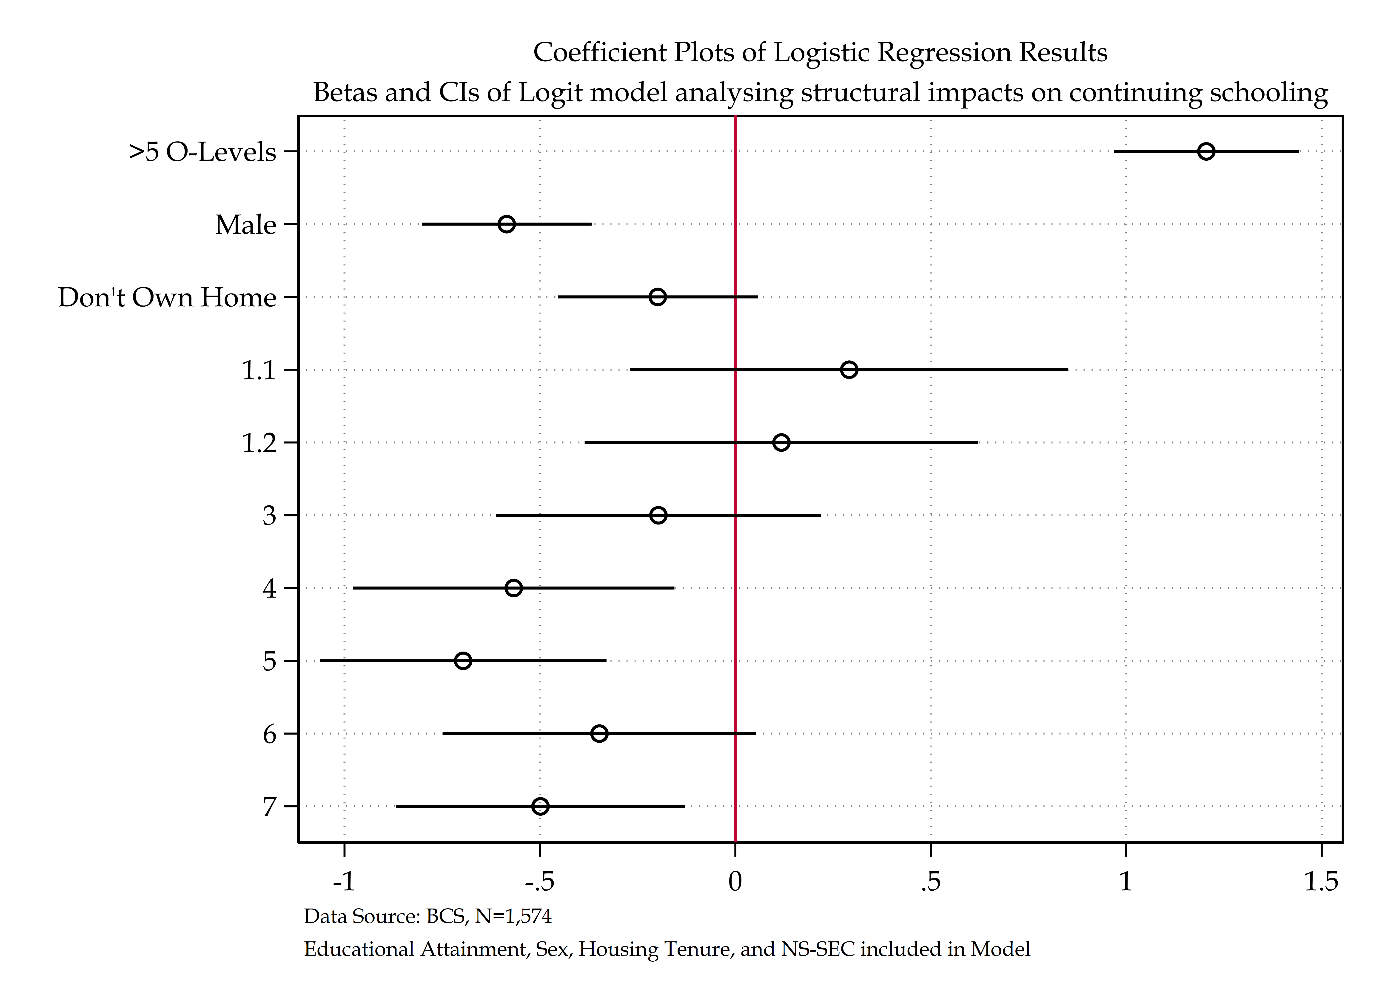 Coefficient Plots of Logistic Regression Results
Betas and CIs of Logit model analysing structural impacts on continuing schooling
>5 O-Levels
Male
Don't Own Home
1.1
1.2
3
4
5
6
7
-1 -.5 0 .5 1 1.5
Data Source: BCS, N=1,574
Educational Attainment, Sex, Housing Tenure, and NS-SEC included in Model